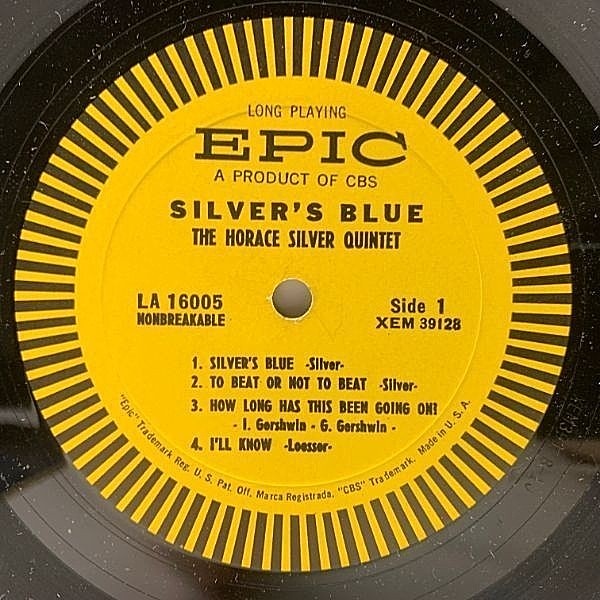 LONG PLAYING
EPIC
A PRODUCT OF CBS
SILVER'S BLUE
THE HORACE SILVER QUINTET
LA 16005
NONBREAKABLE
Side 1
XEM 39128
1. SILVER'S BLUE -Silver-
2. TO BEAT OR NOT TO BEAT -Silver-
3. HOW LONG HAS THIS BEEN GOING ON?
- I. Gershwin - G. Gershwin -
4. I'LL KNOW -Loesser-
"Epic" Trademark Reg. U. S. Pat. Off. Marca Registrada. "CBS" Trademark. Made in U. S. A.